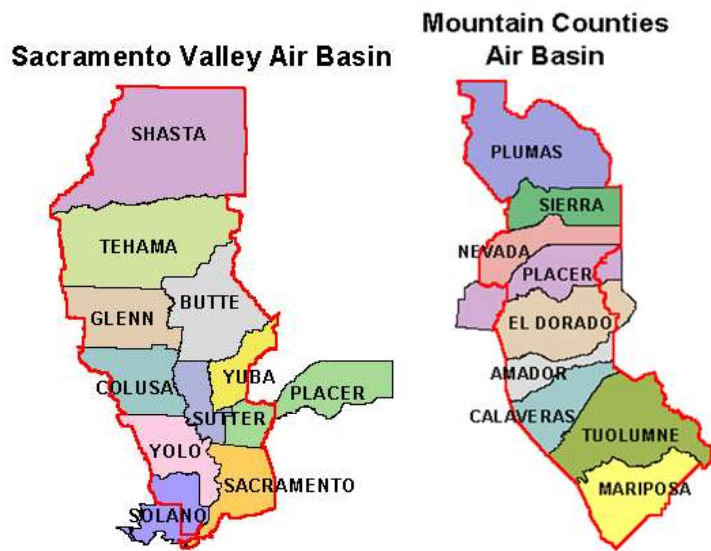 Sacramento Valley Air Basin
SHASTA
TEHAMA
BUTTE
GLENN
COLUSA
YUBA
SUTTER
PLACER
YOLO
SACRAMENTO
SOLANO
Mountain Counties
Air Basin
PLUMAS
SIERRA
NEVADA
PLACER
EL DORADO
AMADOR
CALAVERAS
TUOLUMNE
MARIPOSA